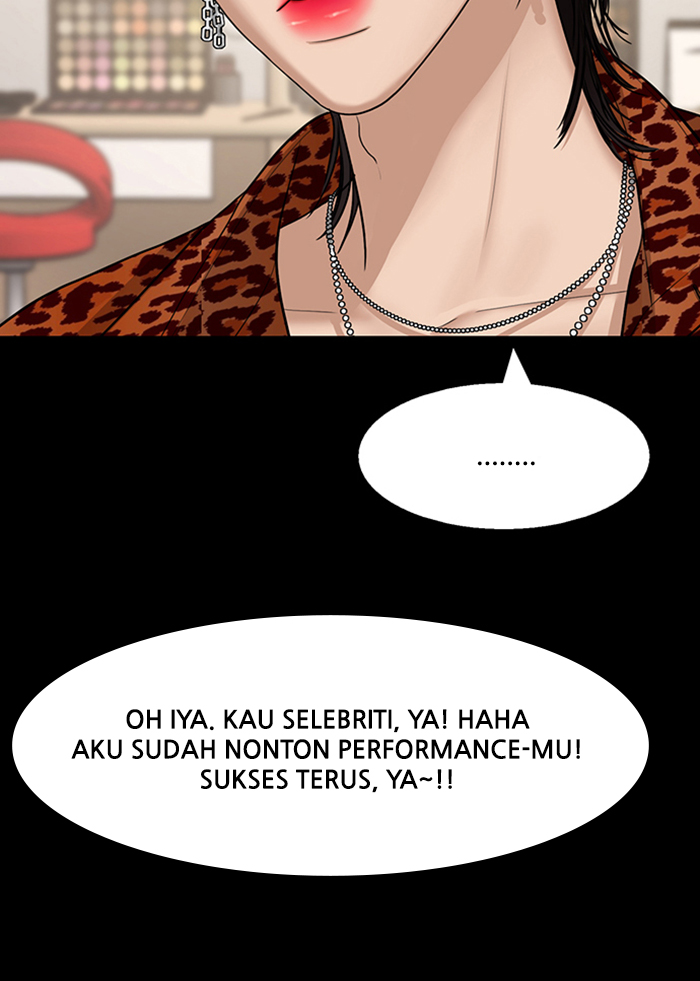 ........
OH IYA. KAU SELEBRITI, YA! HAHA
AKU SUDAH NONTON PERFORMANCE-MU!
SUKSES TERUS, YA~!!